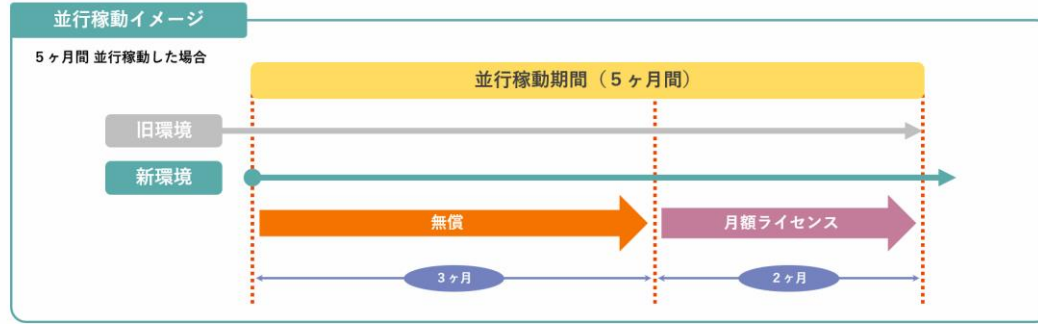 並行稼動イメージ
5ヶ月間 並行稼動した場合
並行稼動期間（5ヶ月間）
旧環境
新環境
無償
月額ライセンス
3ヶ月
2ヶ月